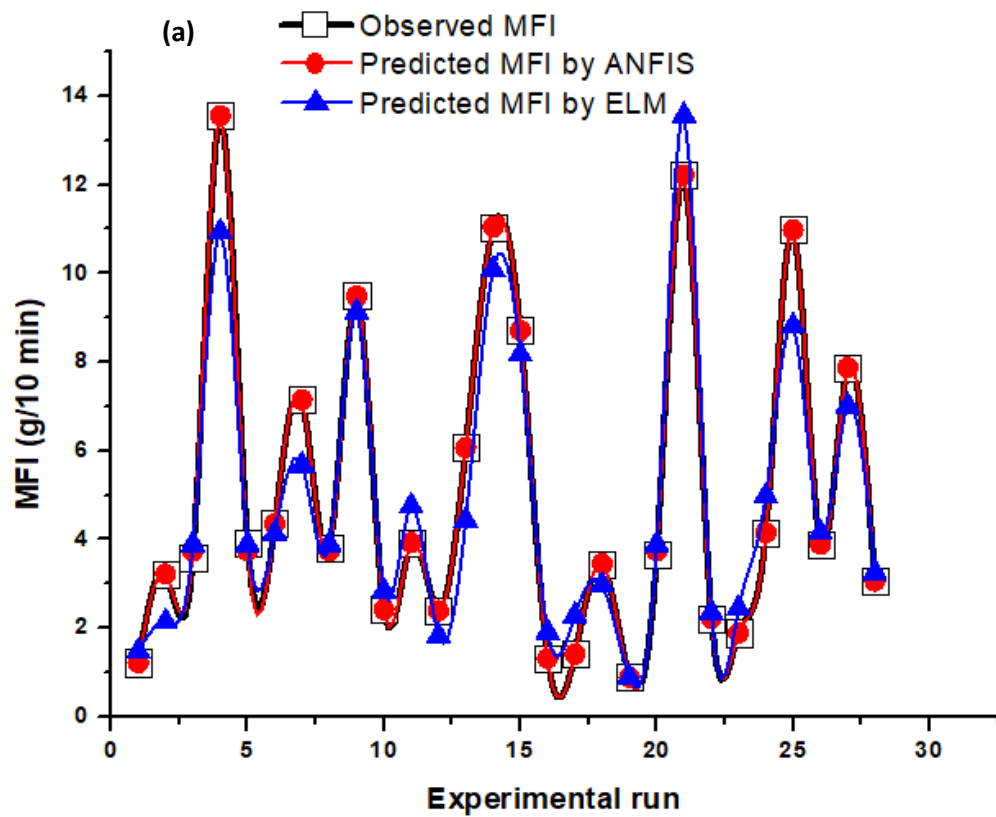 (a)
Observed MFI
Predicted MFI by ANFIS
Predicted MFI by ELM
MFI (g/10 min)
14
12
10
8
6
4
2
0
0 5 10 15 20 25 30
Experimental run